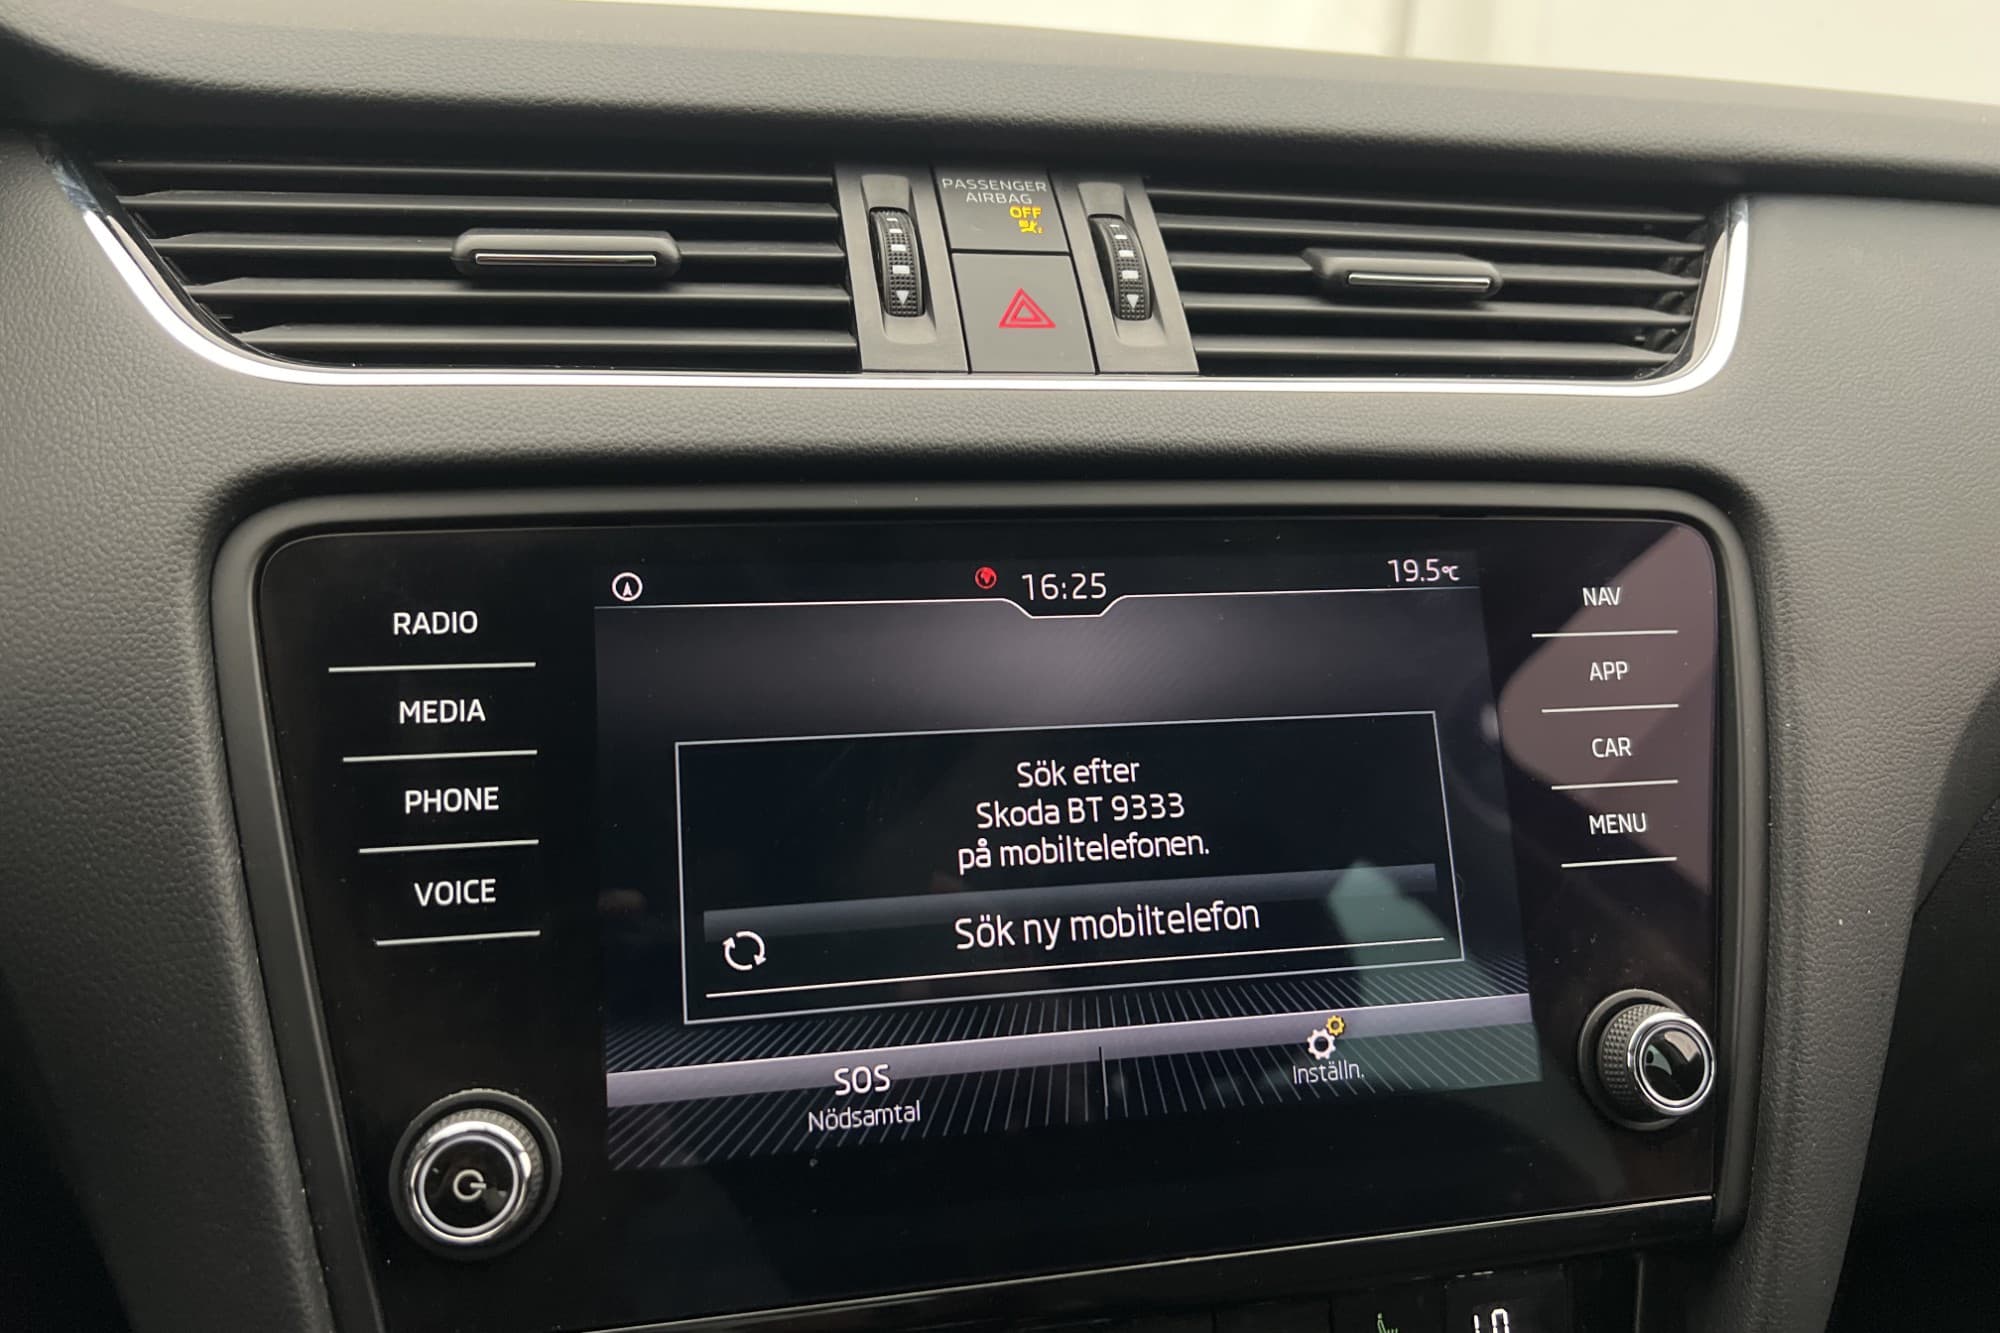 PASSENGER
AIRBAG
OFF
16:25
19.5°C
RADIO
MEDIA
PHONE
VOICE
NAV
APP
CAR
MENU
Sök efter
Skoda BT 9333
på mobiltelefonen.
Sök ny mobiltelefon
SOS
Nödsamtal
Inställn.